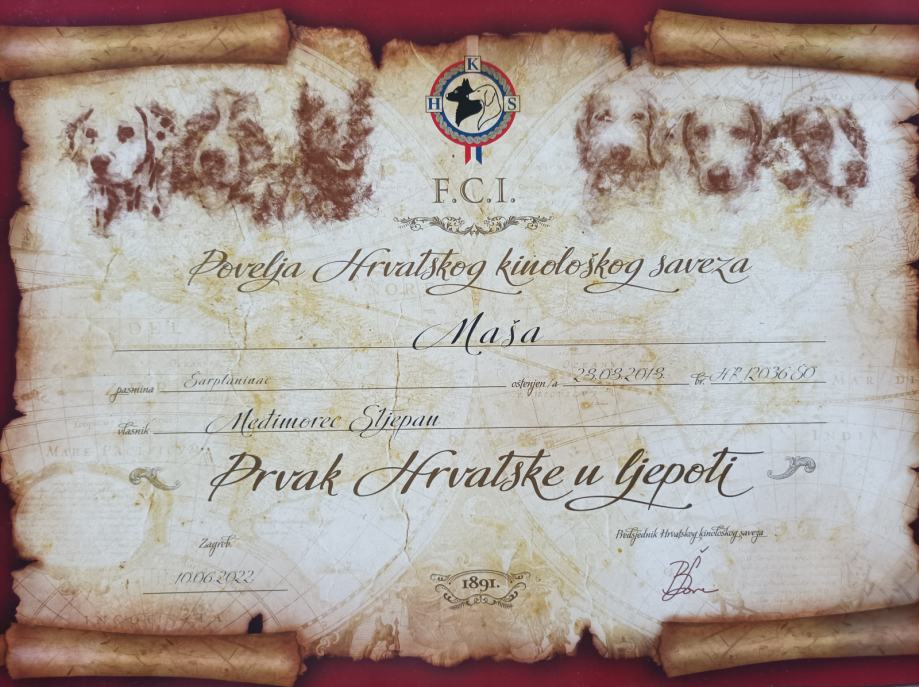 K
H S
F.C.I.
Povelja Hrvatskog kinološkog saveza
Maša
pasmina Šarplaninac oštenjen/a 23.03.2013. br. HR 12036 ŠO
vlasnik Međimorec Stjepan
Prvak Hrvatske u ljepoti
Zagreb,
10.06.2022
Predsjednik Hrvatskog kinološkog saveza
1891.